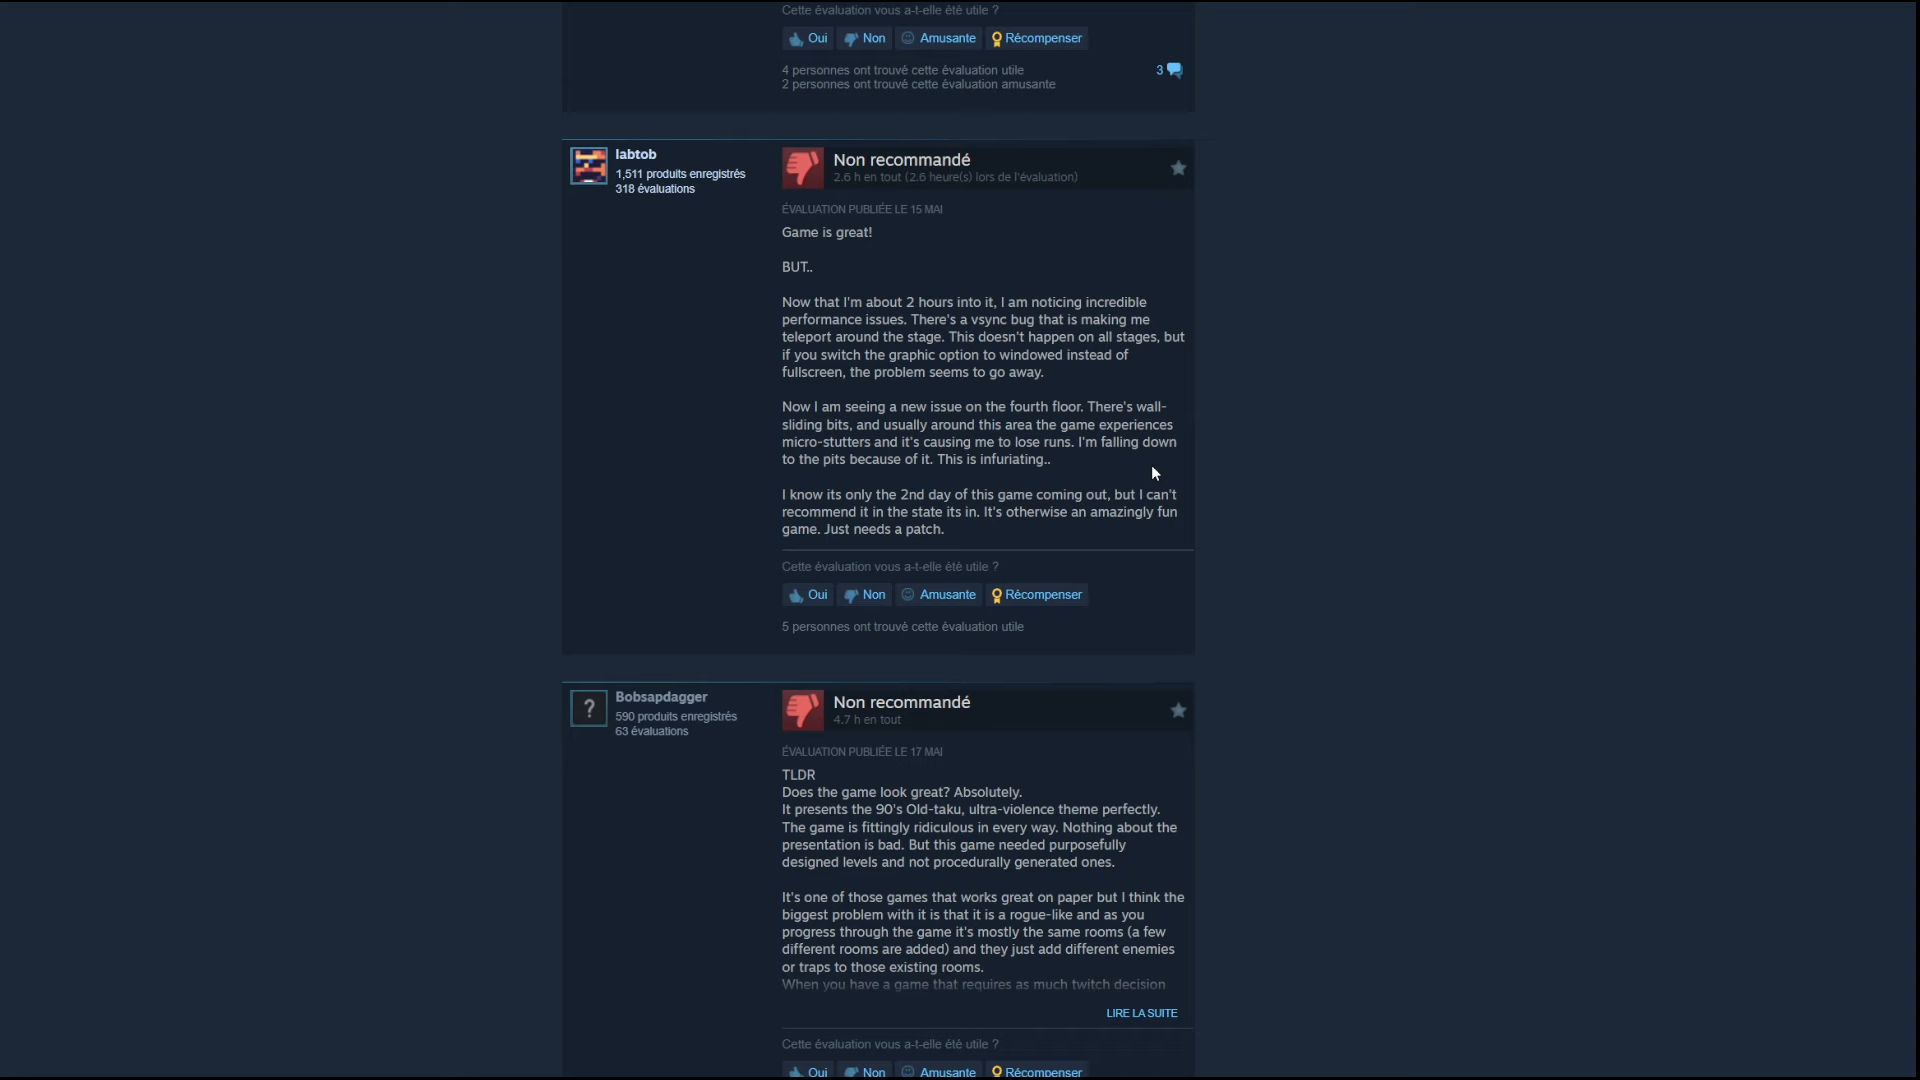 Cette évaluation vous a-t-elle été utile ?
Oui Non Amusante Récompenser
4 personnes ont trouvé cette évaluation utile
3
2 personnes ont trouvé cette évaluation amusante
labtob
1,511 produits enregistrés
318 évaluations
Non recommandé
2.6 h en tout (2.6 heure(s) lors de l'évaluation)
ÉVALUATION PUBLIÉE LE 15 MAI
Game is great!
BUT..
Now that I'm about 2 hours into it, I am noticing incredible
performance issues. There's a vsync bug that is making me
teleport around the stage. This doesn't happen on all stages, but
if you switch the graphic option to windowed instead of
fullscreen, the problem seems to go away.
Now I am seeing a new issue on the fourth floor. There's wall-
sliding bits, and usually around this area the game experiences
micro-stutters and it's causing me to lose runs. I'm falling down
to the pits because of it. This is infuriating..
I know its only the 2nd day of this game coming out, but I can't
recommend it in the state its in. It's otherwise an amazingly fun
game. Just needs a patch.
Cette évaluation vous a-t-elle été utile ?
Oui Non Amusante Récompenser
5 personnes ont trouvé cette évaluation utile
?
Bobsapdagger
590 produits enregistrés
63 évaluations
Non recommandé
4.7 h en tout
ÉVALUATION PUBLIÉE LE 17 MAI
TLDR
Does the game look great? Absolutely.
It presents the 90's Old-taku, ultra-violence theme perfectly.
The game is fittingly ridiculous in every way. Nothing about the
presentation is bad. But this game needed purposefully
designed levels and not procedurally generated ones.
It's one of those games that works great on paper but I think the
biggest problem with it is that it is a rogue-like and as you
progress through the game it's mostly the same rooms (a few
different rooms are added) and they just add different enemies
or traps to those existing rooms.
When you have a game that requires as much twitch decision
LIRE LA SUITE
Cette évaluation vous a-t-elle été utile ?
Oui Non Amusante Récompenser